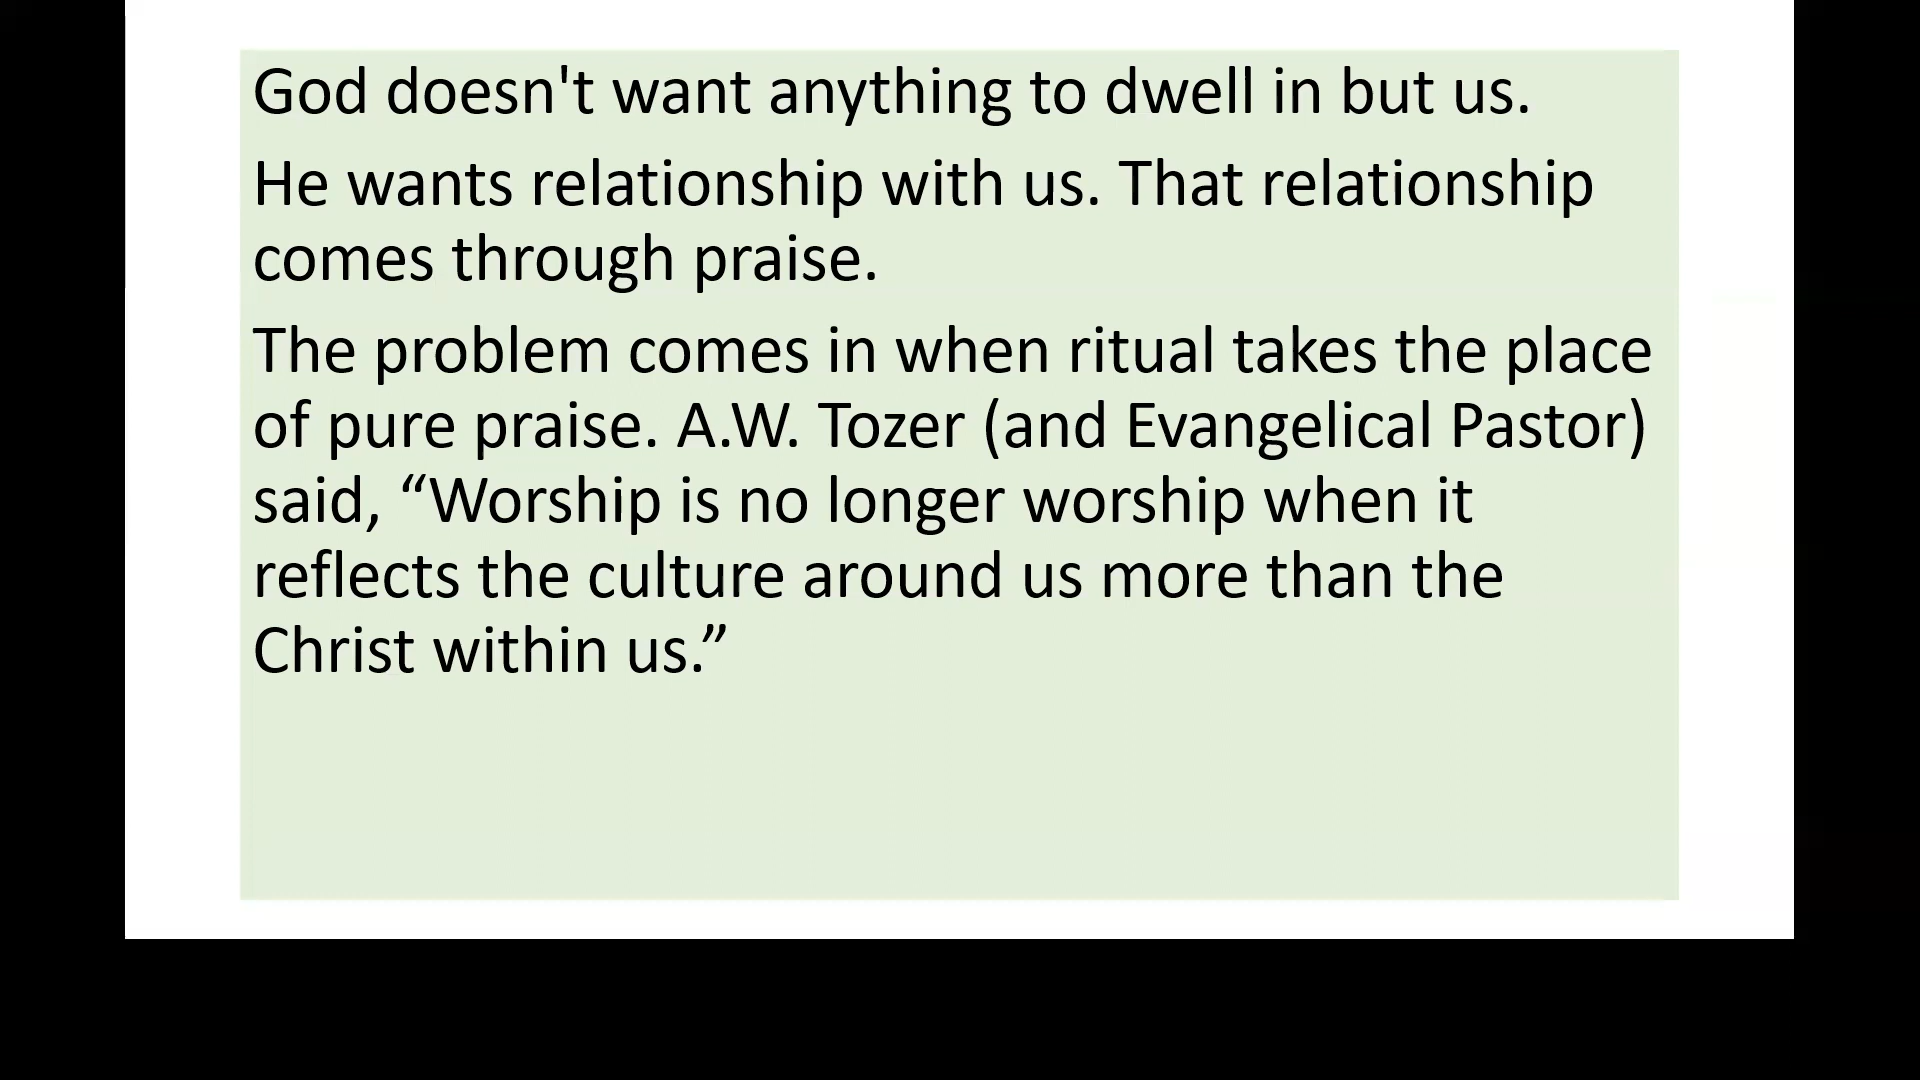 God doesn't want anything to dwell in but us.
He wants relationship with us. That relationship
comes through praise.
The problem comes in when ritual takes the place
of pure praise. A.W. Tozer (and Evangelical Pastor)
said, “Worship is no longer worship when it
reflects the culture around us more than the
Christ within us.”